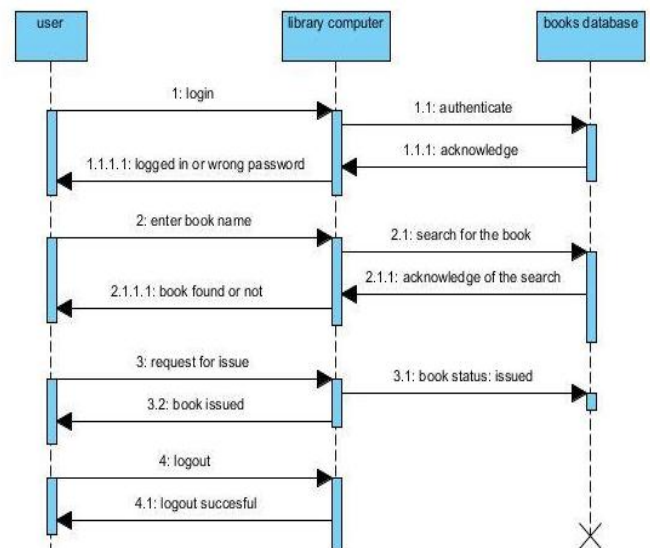 user
library computer
books database
1: login
1.1: authenticate
1.1.1: acknowledge
1.1.1.1: logged in or wrong password
2: enter book name
2.1: search for the book
2.1.1: acknowledge of the search
2.1.1.1: book found or not
3: request for issue
3.1: book status: issued
3.2: book issued
4: logout
4.1: logout succesful